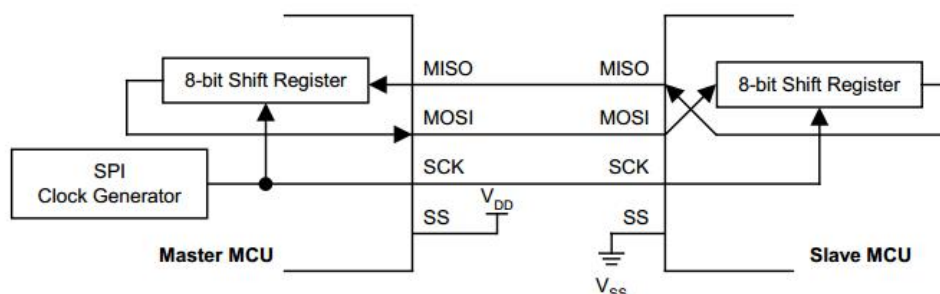 MISO MISO
8-bit Shift Register 8-bit Shift Register
MOSI MOSI
SPI
Clock Generator
SCK SCK
VDD
SS SS
Master MCU Slave MCU
VSS